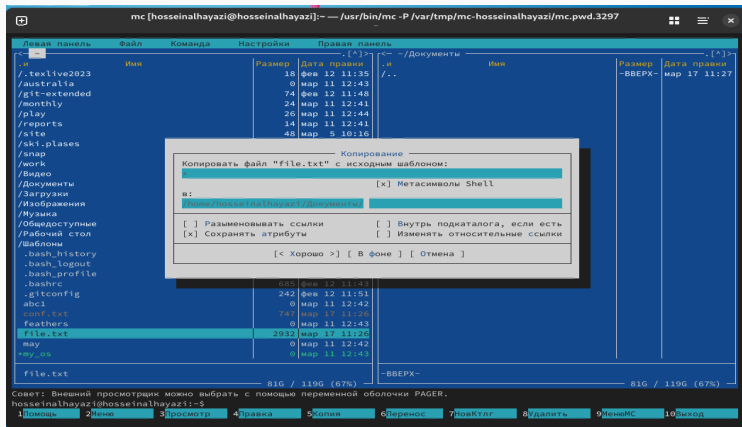 mc [hosseinalhayazi@hosseinalhayazi]:~ — /usr/bin/mc -P /var/tmp/mc-hosseinalhayazi/mc.pwd.3297
Левая панель Файл Команда Настройки Правая панель
<— ~ .[^]> <— ~/Документы .[^]>
.и Имя Размер Дата правки .и Имя Размер Дата правки
/.texlive2023 18 фев 12 11:35 /.. -ВВЕРХ- мар 17 11:27
/australia 0 мар 11 12:43
/git-extended 74 фев 12 11:48
/monthly 24 мар 11 12:41
/play 26 мар 11 12:44
/reports 14 мар 11 12:41
/site 48 мар 5 10:16
/ski.plases
/snap
/work
/Видео
/Документы
/Загрузки
/Изображения
/Музыка
/Общедоступные
/Рабочий стол
/Шаблоны
.bash_history
.bash_logout
.bash_profile
.bashrc 685 фев 12 11:43
.gitconfig 242 фев 12 11:51
abc1 0 мар 11 12:42
conf.txt 747 мар 17 11:26
feathers 0 мар 11 12:43
file.txt 2932 мар 17 11:26
may 0 мар 11 12:42
*my_os 0 мар 11 12:43
Копирование
Копировать файл "file.txt" с исходным шаблоном:
*
[x] Метасимволы Shell
в:
/home/hosseinalhayazi/Документы/
[ ] Разыменовывать ссылки [ ] Внутрь подкаталога, если есть
[x] Сохранять атрибуты [ ] Изменять относительные ссылки
[< Хорошо >] [ В фоне ] [ Отмена ]
file.txt -ВВЕРХ-
81G / 119G (67%) 81G / 119G (67%)
Совет: Внешний просмотрщик можно выбрать с помощью переменной оболочки PAGER.
hosseinalhayazi@hosseinalhayazi:~$
1Помощь 2Меню 3Просмотр 4Правка 5Копия 6Перенос 7НовКтлг 8Удалить 9МенюМС 10Выход